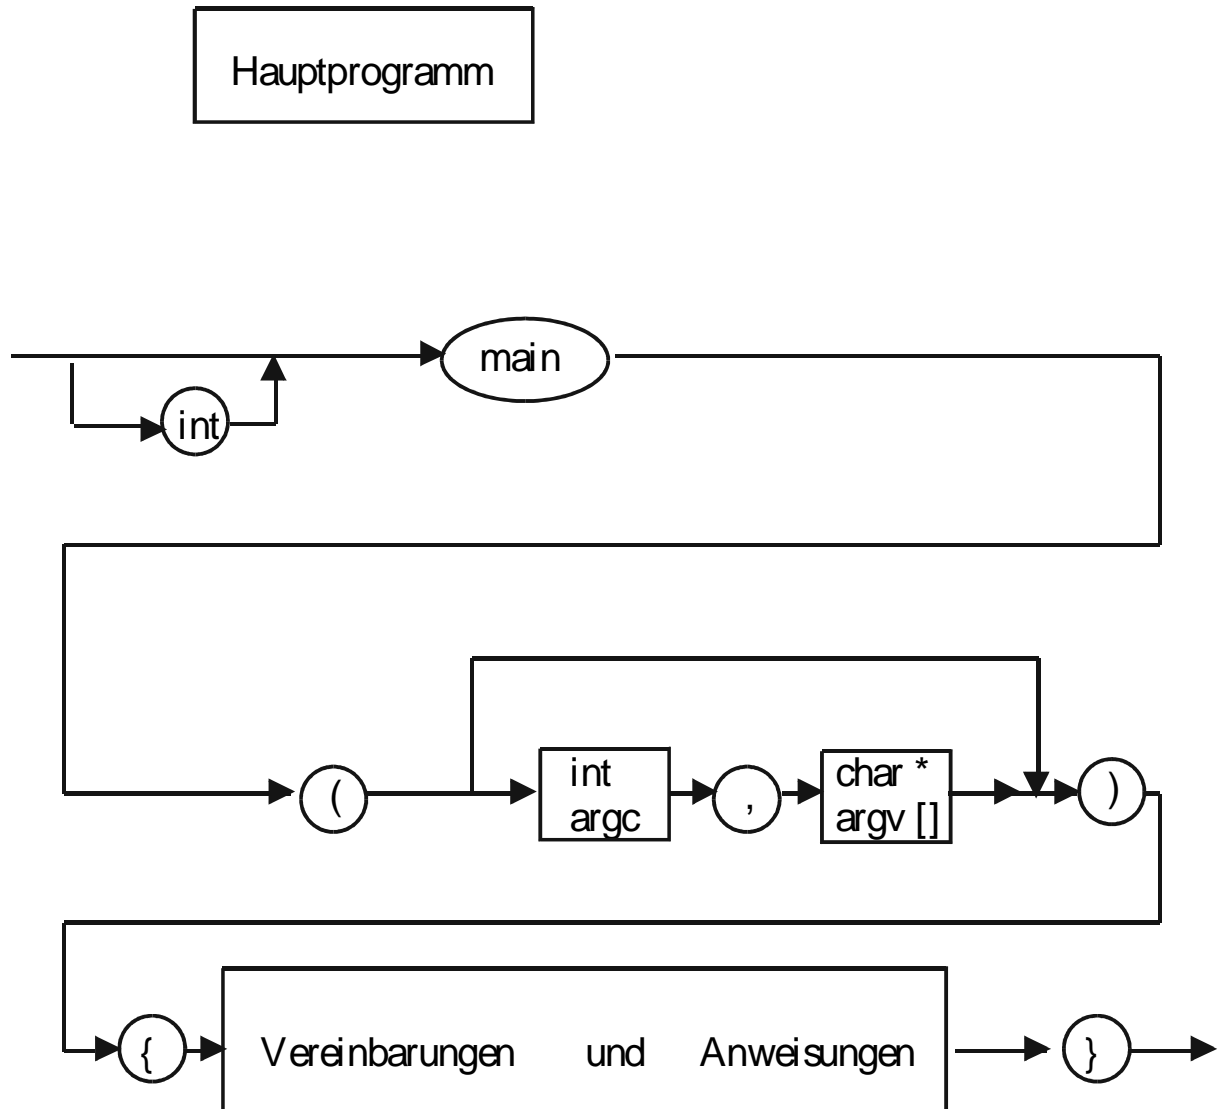 Hauptprogramm
main
int
(
int
argc
,
char *
argv []
)
{
Vereinbarungen und Anweisungen
}